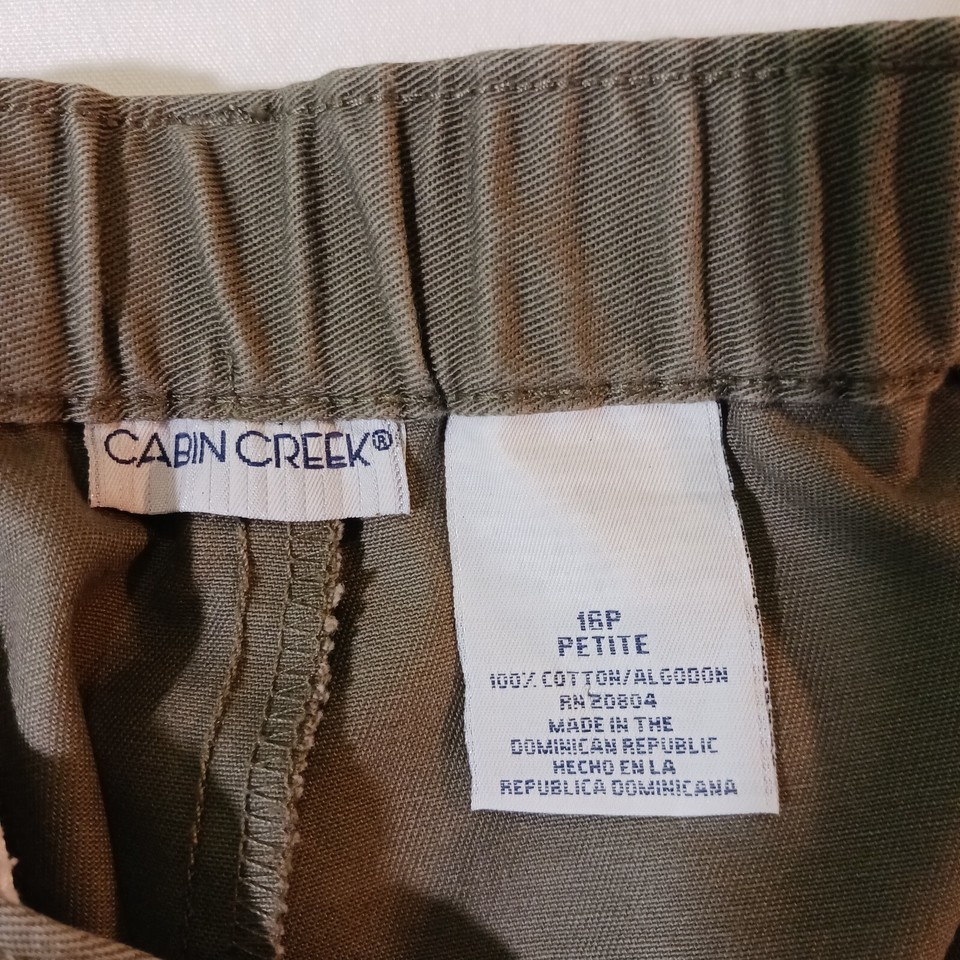 CABIN CREEK®
16P
PETITE
100% COTTON/ALGODON
RN 20804
MADE IN THE
DOMINICAN REPUBLIC
HECHO EN LA
REPUBLICA DOMINICANA